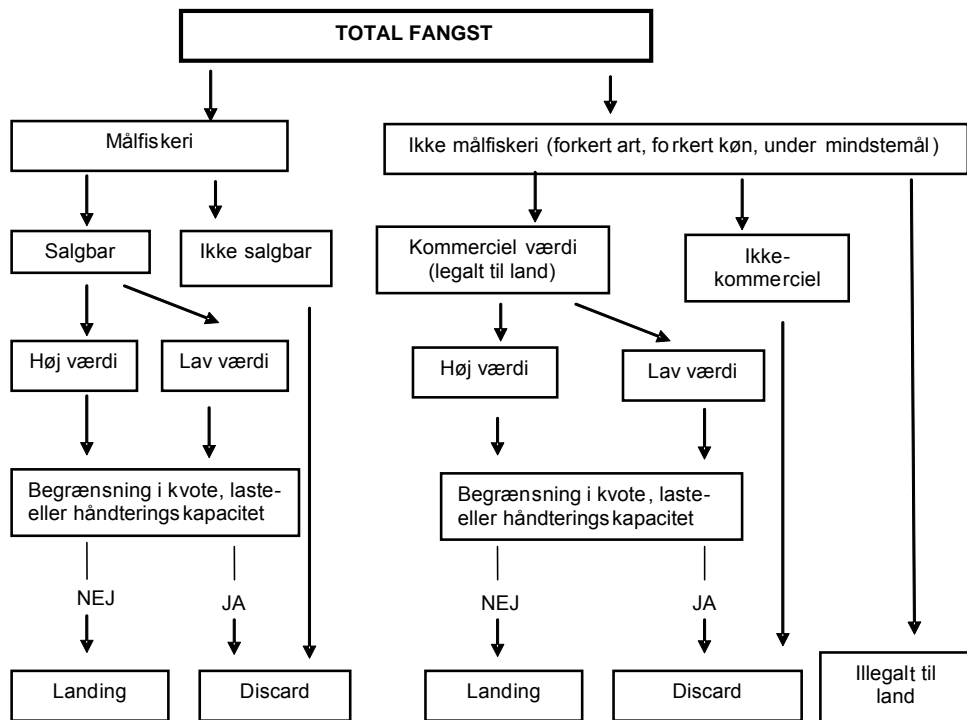 TOTAL FANGST
Målfiskeri
Ikke målfiskeri (forkert art, forkert køn, under mindstemål)
Salgbar
Ikke salgbar
Kommerciel værdi
(legalt til land)
Ikke-
kommerciel
Høj værdi
Lav værdi
Høj værdi
Lav værdi
Begrænsning i kvote, laste-
eller håndteringskapacitet
Begrænsning i kvote, laste-
eller håndteringskapacitet
NEJ
JA
NEJ
JA
Landing
Discard
Landing
Discard
Illegalt til
land